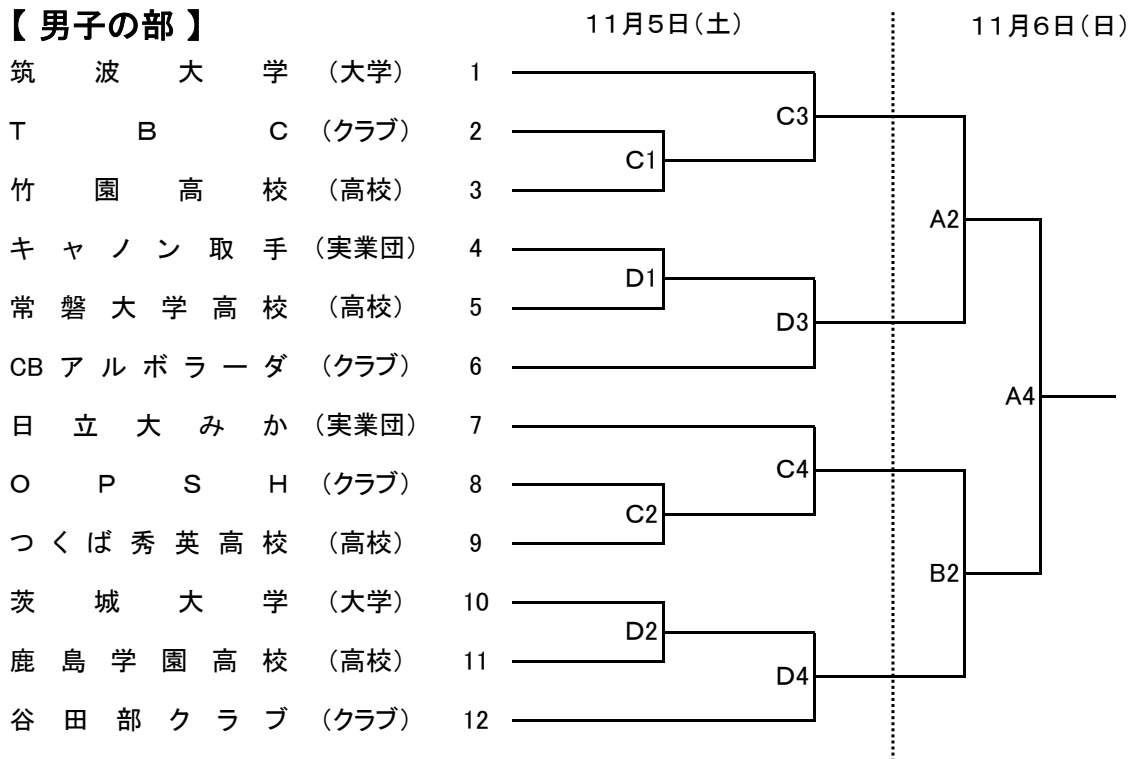 【 男子の部 】 11月5日(土) 11月6日(日)
筑波大学 (大学) 1
C3
TBC (クラブ) 2
C1
竹園高校 (高校) 3
A2
キャノン取手 (実業団) 4
D1
常磐大学高校 (高校) 5
D3
CBアルボラーダ (クラブ) 6
A4
日立大みか (実業団) 7
C4
OPSH (クラブ) 8
C2
つくば秀英高校 (高校) 9
B2
茨城大学 (大学) 10
D2
鹿島学園高校 (高校) 11
D4
谷田部クラブ (クラブ) 12